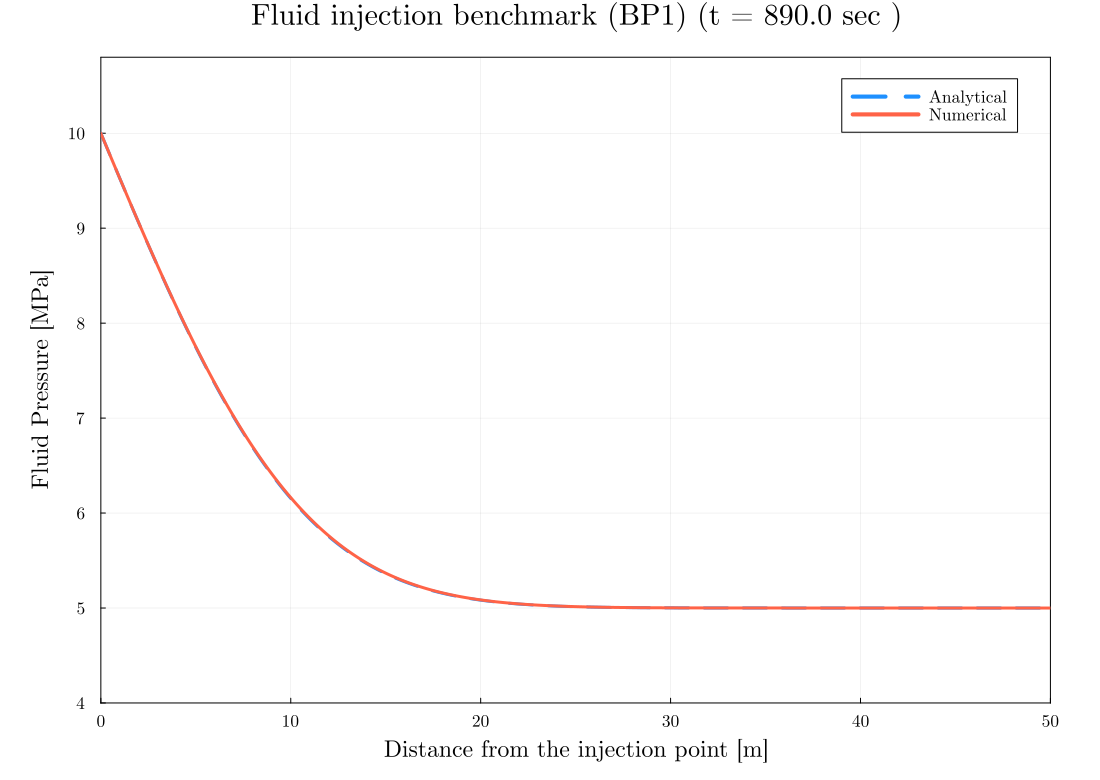 Fluid injection benchmark (BP1) (t = 890.0 sec )
Analytical
Numerical
10
9
8
7
6
5
4
Fluid Pressure [MPa]
0 10 20 30 40 50
Distance from the injection point [m]